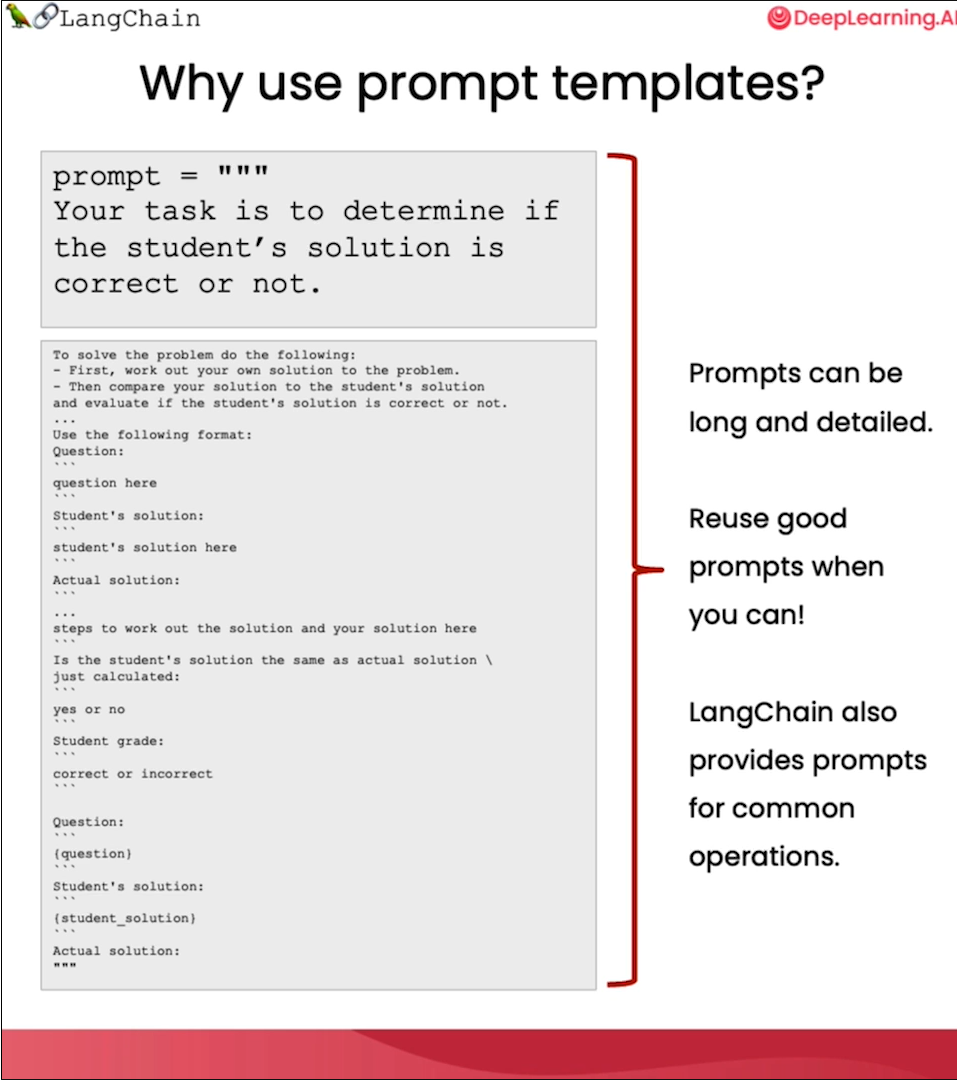 LangChain
DeepLearning.AI
Why use prompt templates?
prompt = """
Your task is to determine if
the student’s solution is
correct or not.
To solve the problem do the following:
- First, work out your own solution to the problem.
- Then compare your solution to the student's solution
and evaluate if the student's solution is correct or not.
...
Use the following format:
Question:
```
question here
```
Student's solution:
```
student's solution here
```
Actual solution:
```
...
steps to work out the solution and your solution here
```
Is the student's solution the same as actual solution \
just calculated:
```
yes or no
```
Student grade:
```
correct or incorrect
```
Question:
```
{question}
```
Student's solution:
```
{student_solution}
```
Actual solution:
"""
Prompts can be
long and detailed.
Reuse good
prompts when
you can!
LangChain also
provides prompts
for common
operations.